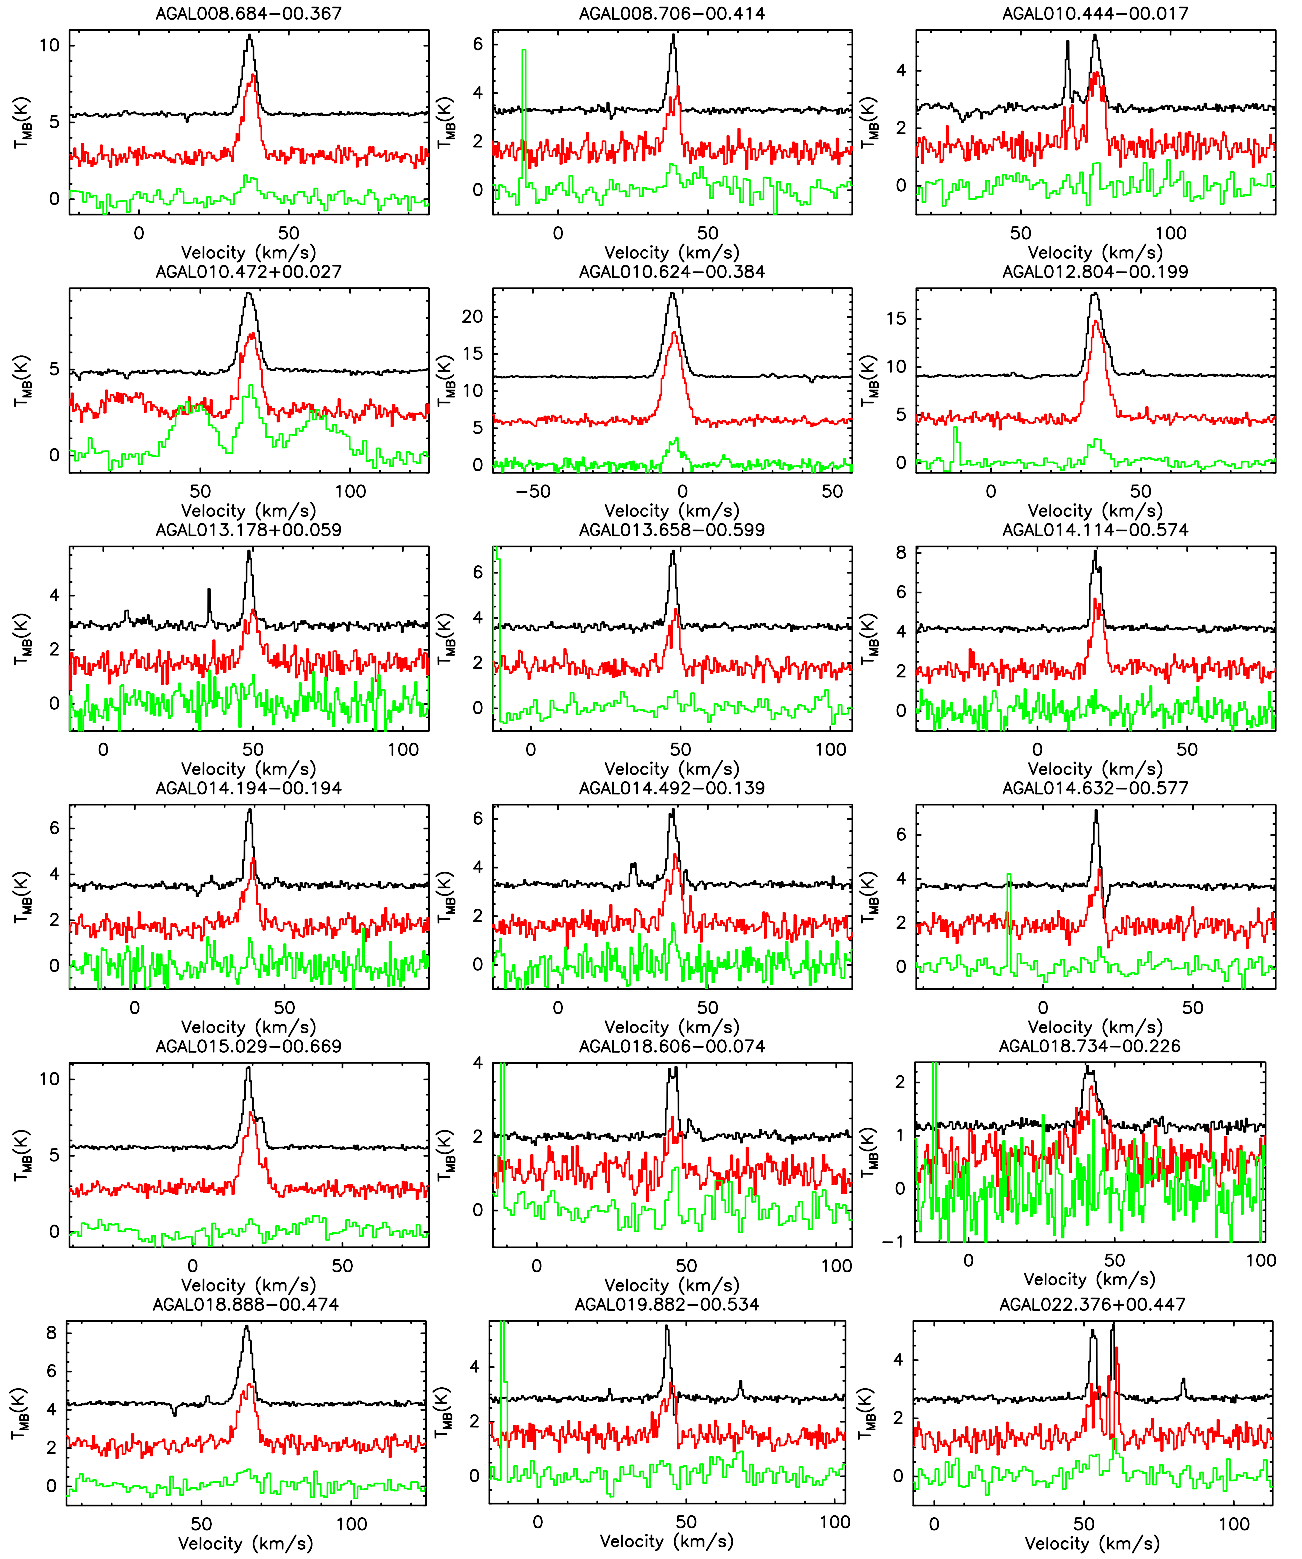 AGAL008.684−00.367 AGAL008.706−00.414 AGAL010.444−00.017
T_MB(K) 10 5 0 T_MB(K) 6 4 2 0 T_MB(K) 4 2 0
0 50 0 50 50 100
Velocity (km/s) Velocity (km/s) Velocity (km/s)
AGAL010.472+00.027 AGAL010.624−00.384 AGAL012.804−00.199
T_MB(K) 5 0 T_MB(K) 20 15 10 5 0 T_MB(K) 15 10 5 0
50 100 −50 0 50 0 50
Velocity (km/s) Velocity (km/s) Velocity (km/s)
AGAL013.178+00.059 AGAL013.658−00.599 AGAL014.114−00.574
T_MB(K) 4 2 0 T_MB(K) 6 4 2 0 T_MB(K) 8 6 4 2 0
0 50 100 0 50 100 0 50
Velocity (km/s) Velocity (km/s) Velocity (km/s)
AGAL014.194−00.194 AGAL014.492−00.139 AGAL014.632−00.577
T_MB(K) 6 4 2 0 T_MB(K) 6 4 2 0 T_MB(K) 6 4 2 0
0 50 0 50 0 50
Velocity (km/s) Velocity (km/s) Velocity (km/s)
AGAL015.029−00.669 AGAL018.606−00.074 AGAL018.734−00.226
T_MB(K) 10 5 0 T_MB(K) 4 2 0 T_MB(K) 2 1 0 −1
0 50 0 50 100 0 50 100
Velocity (km/s) Velocity (km/s) Velocity (km/s)
AGAL018.888−00.474 AGAL019.882−00.534 AGAL022.376+00.447
T_MB(K) 8 6 4 2 0 T_MB(K) 4 2 0 T_MB(K) 4 2 0
50 100 0 50 100 0 50 100
Velocity (km/s) Velocity (km/s) Velocity (km/s)